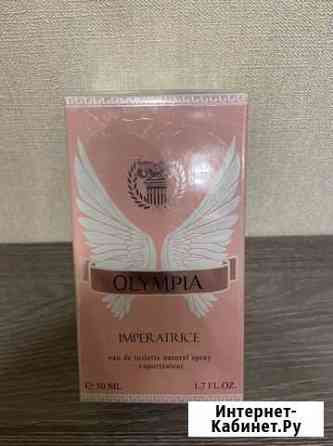 OLYMPIA
IMPERATRICE
eau de toilette natural spray
vaporisateur
℮ 50 ML.
1.7 FL. OZ.
Интернет-
Кабинет.Ру